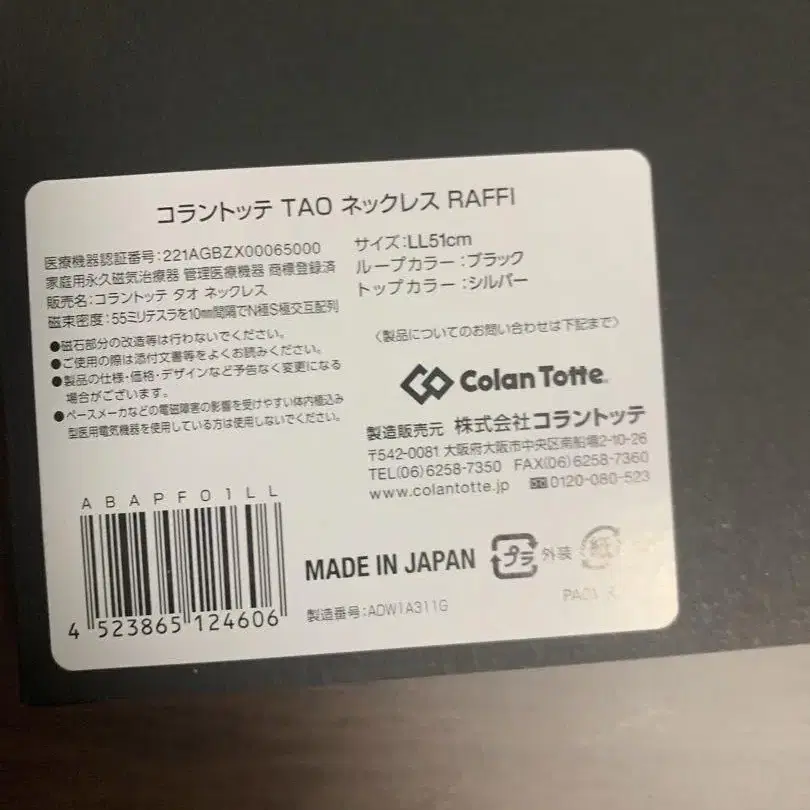 コラントッテ TAO ネックレス RAFFI
医療機器認証番号:221AGBZX00065000
家庭用永久磁気治療器 管理医療機器 商標登録済
販売名:コラントッテ タオ ネックレス
磁束密度:55ミリテスラを10mm間隔でN極S極交互配列
●磁石部分の改造等は行わないでください。
●ご使用の際は添付文書等をよくお読みください。
●製品の仕様・価格・デザインなど予告なく変更になる
場合がございます。
●ペースメーカなどの電磁障害の影響を受けやすい体内植込み
型医用電気機器を使用している方は使用しないでください。
サイズ:LL51cm
ループカラー:ブラック
トップカラー:シルバー
〈製品についてのお問い合わせは下記まで〉
Colan Totte
製造販売元 株式会社コラントッテ
〒542-0081 大阪府大阪市中央区南船場2-10-26
TEL(06)6258-7350 FAX(06)6258-7360
www.colantotte.jp 0120-080-523
ABAPF01LL
4 523865 124606
MADE IN JAPAN
プラ 外装 紙
製造番号:ADW1A311G